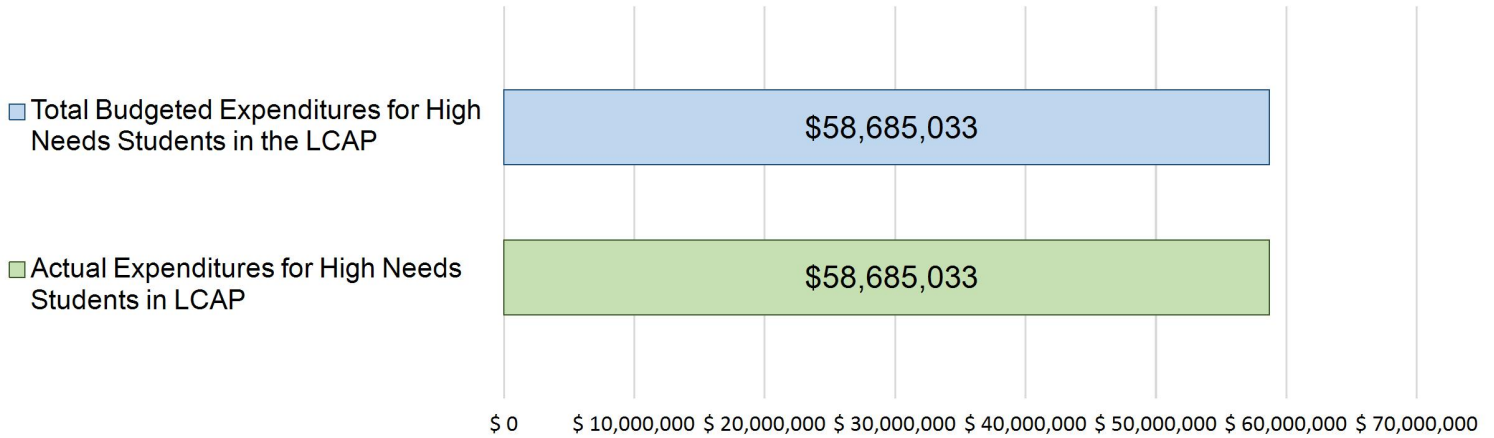 Total Budgeted Expenditures for High
Needs Students in the LCAP
$58,685,033
Actual Expenditures for High Needs
Students in LCAP
$58,685,033
$ 0 $ 10,000,000 $ 20,000,000 $ 30,000,000 $ 40,000,000 $ 50,000,000 $ 60,000,000 $ 70,000,000